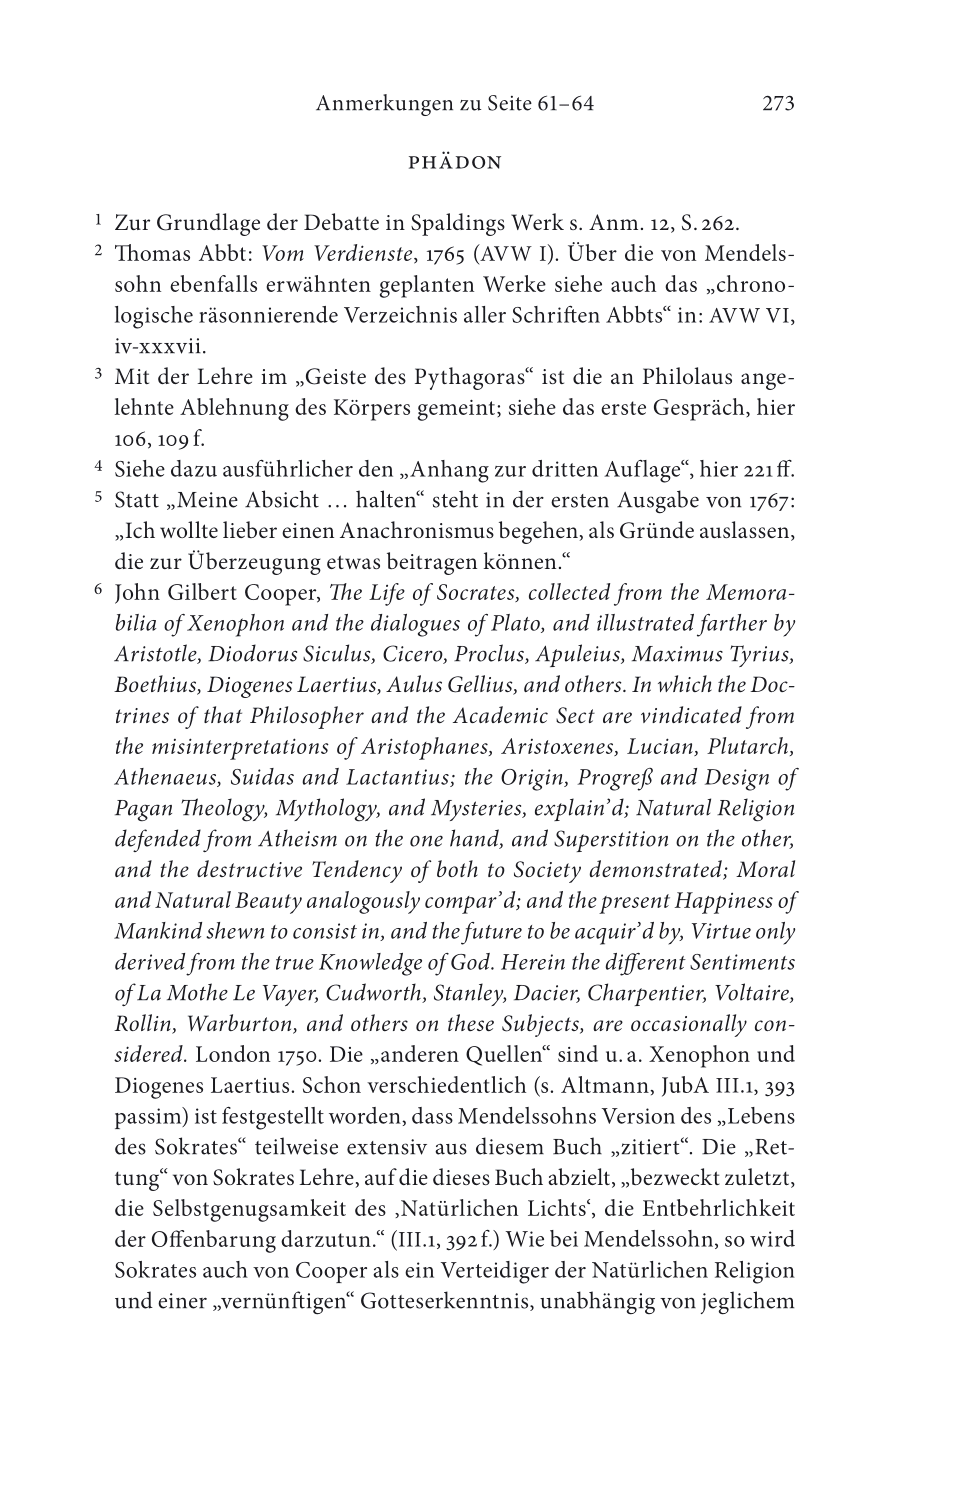 Anmerkungen zu Seite 61–64 273
PHÄDON
1 Zur Grundlage der Debatte in Spaldings Werk s. Anm. 12, S. 262.
2 Thomas Abbt: Vom Verdienste, 1765 (AVW I). Über die von Mendels-
sohn ebenfalls erwähnten geplanten Werke siehe auch das „chrono-
logische räsonnierende Verzeichnis aller Schriften Abbts“ in: AVW VI,
iv-xxxvii.
3 Mit der Lehre im „Geiste des Pythagoras“ ist die an Philolaus ange-
lehnte Ablehnung des Körpers gemeint; siehe das erste Gespräch, hier
106, 109 f.
4 Siehe dazu ausführlicher den „Anhang zur dritten Auflage“, hier 221 ff.
5 Statt „Meine Absicht … halten“ steht in der ersten Ausgabe von 1767:
„Ich wollte lieber einen Anachronismus begehen, als Gründe auslassen,
die zur Überzeugung etwas beitragen können.“
6 John Gilbert Cooper, The Life of Socrates, collected from the Memora-
bilia of Xenophon and the dialogues of Plato, and illustrated farther by
Aristotle, Diodorus Siculus, Cicero, Proclus, Apuleius, Maximus Tyrius,
Boethius, Diogenes Laertius, Aulus Gellius, and others. In which the Doc-
trines of that Philosopher and the Academic Sect are vindicated from
the misinterpretations of Aristophanes, Aristoxenes, Lucian, Plutarch,
Athenaeus, Suidas and Lactantius; the Origin, Progreß and Design of
Pagan Theology, Mythology, and Mysteries, explain’d; Natural Religion
defended from Atheism on the one hand, and Superstition on the other,
and the destructive Tendency of both to Society demonstrated; Moral
and Natural Beauty analogously compar’d; and the present Happiness of
Mankind shewn to consist in, and the future to be acquir’d by, Virtue only
derived from the true Knowledge of God. Herein the different Sentiments
of La Mothe Le Vayer, Cudworth, Stanley, Dacier, Charpentier, Voltaire,
Rollin, Warburton, and others on these Subjects, are occasionally con-
sidered. London 1750. Die „anderen Quellen“ sind u. a. Xenophon und
Diogenes Laertius. Schon verschiedentlich (s. Altmann, JubA III.1, 393
passim) ist festgestellt worden, dass Mendelssohns Version des „Lebens
des Sokrates“ teilweise extensiv aus diesem Buch „zitiert“. Die „Ret-
tung“ von Sokrates Lehre, auf die dieses Buch abzielt, „bezweckt zuletzt,
die Selbstgenugsamkeit des ‚Natürlichen Lichts‘, die Entbehrlichkeit
der Offenbarung darzutun.“ (III.1, 392 f.) Wie bei Mendelssohn, so wird
Sokrates auch von Cooper als ein Verteidiger der Natürlichen Religion
und einer „vernünftigen“ Gotteserkenntnis, unabhängig von jeglichem